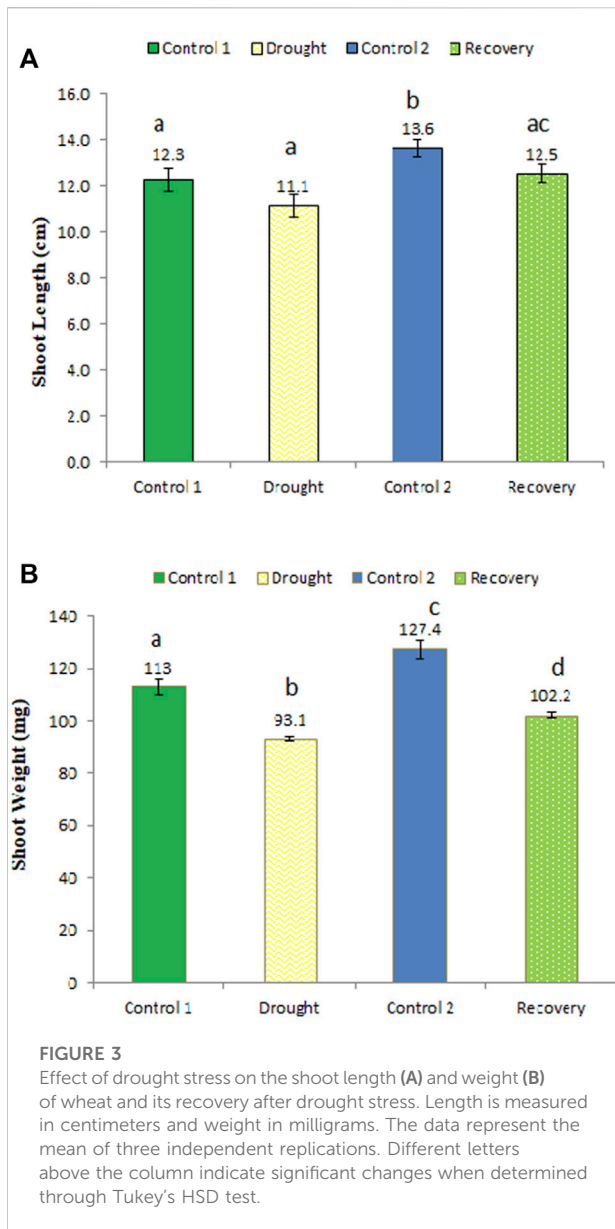 A
Control 1 Drought Control 2 Recovery
16.0
14.0
12.0
10.0
8.0
6.0
4.0
2.0
0.0
Shoot Length (cm)
a
12.3
a
11.1
b
13.6
ac
12.5
Control 1 Drought Control 2 Recovery
B
Control 1 Drought Control 2 Recovery
140
120
100
80
60
40
20
0
Shoot Weight (mg)
a
113
b
93.1
c
127.4
d
102.2
Control 1 Drought Control 2 Recovery
FIGURE 3
Effect of drought stress on the shoot length (A) and weight (B)
of wheat and its recovery after drought stress. Length is measured
in centimeters and weight in milligrams. The data represent the
mean of three independent replications. Different letters
above the column indicate significant changes when determined
through Tukey's HSD test.